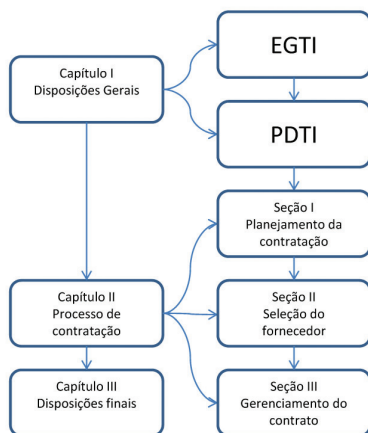 EGTI
Capítulo I
Disposições Gerais
PDTI
Seção I
Planejamento da
contratação
Capítulo II
Processo de
contratação
Seção II
Seleção do
fornecedor
Capítulo III
Disposições finais
Seção III
Gerenciamento do
contrato